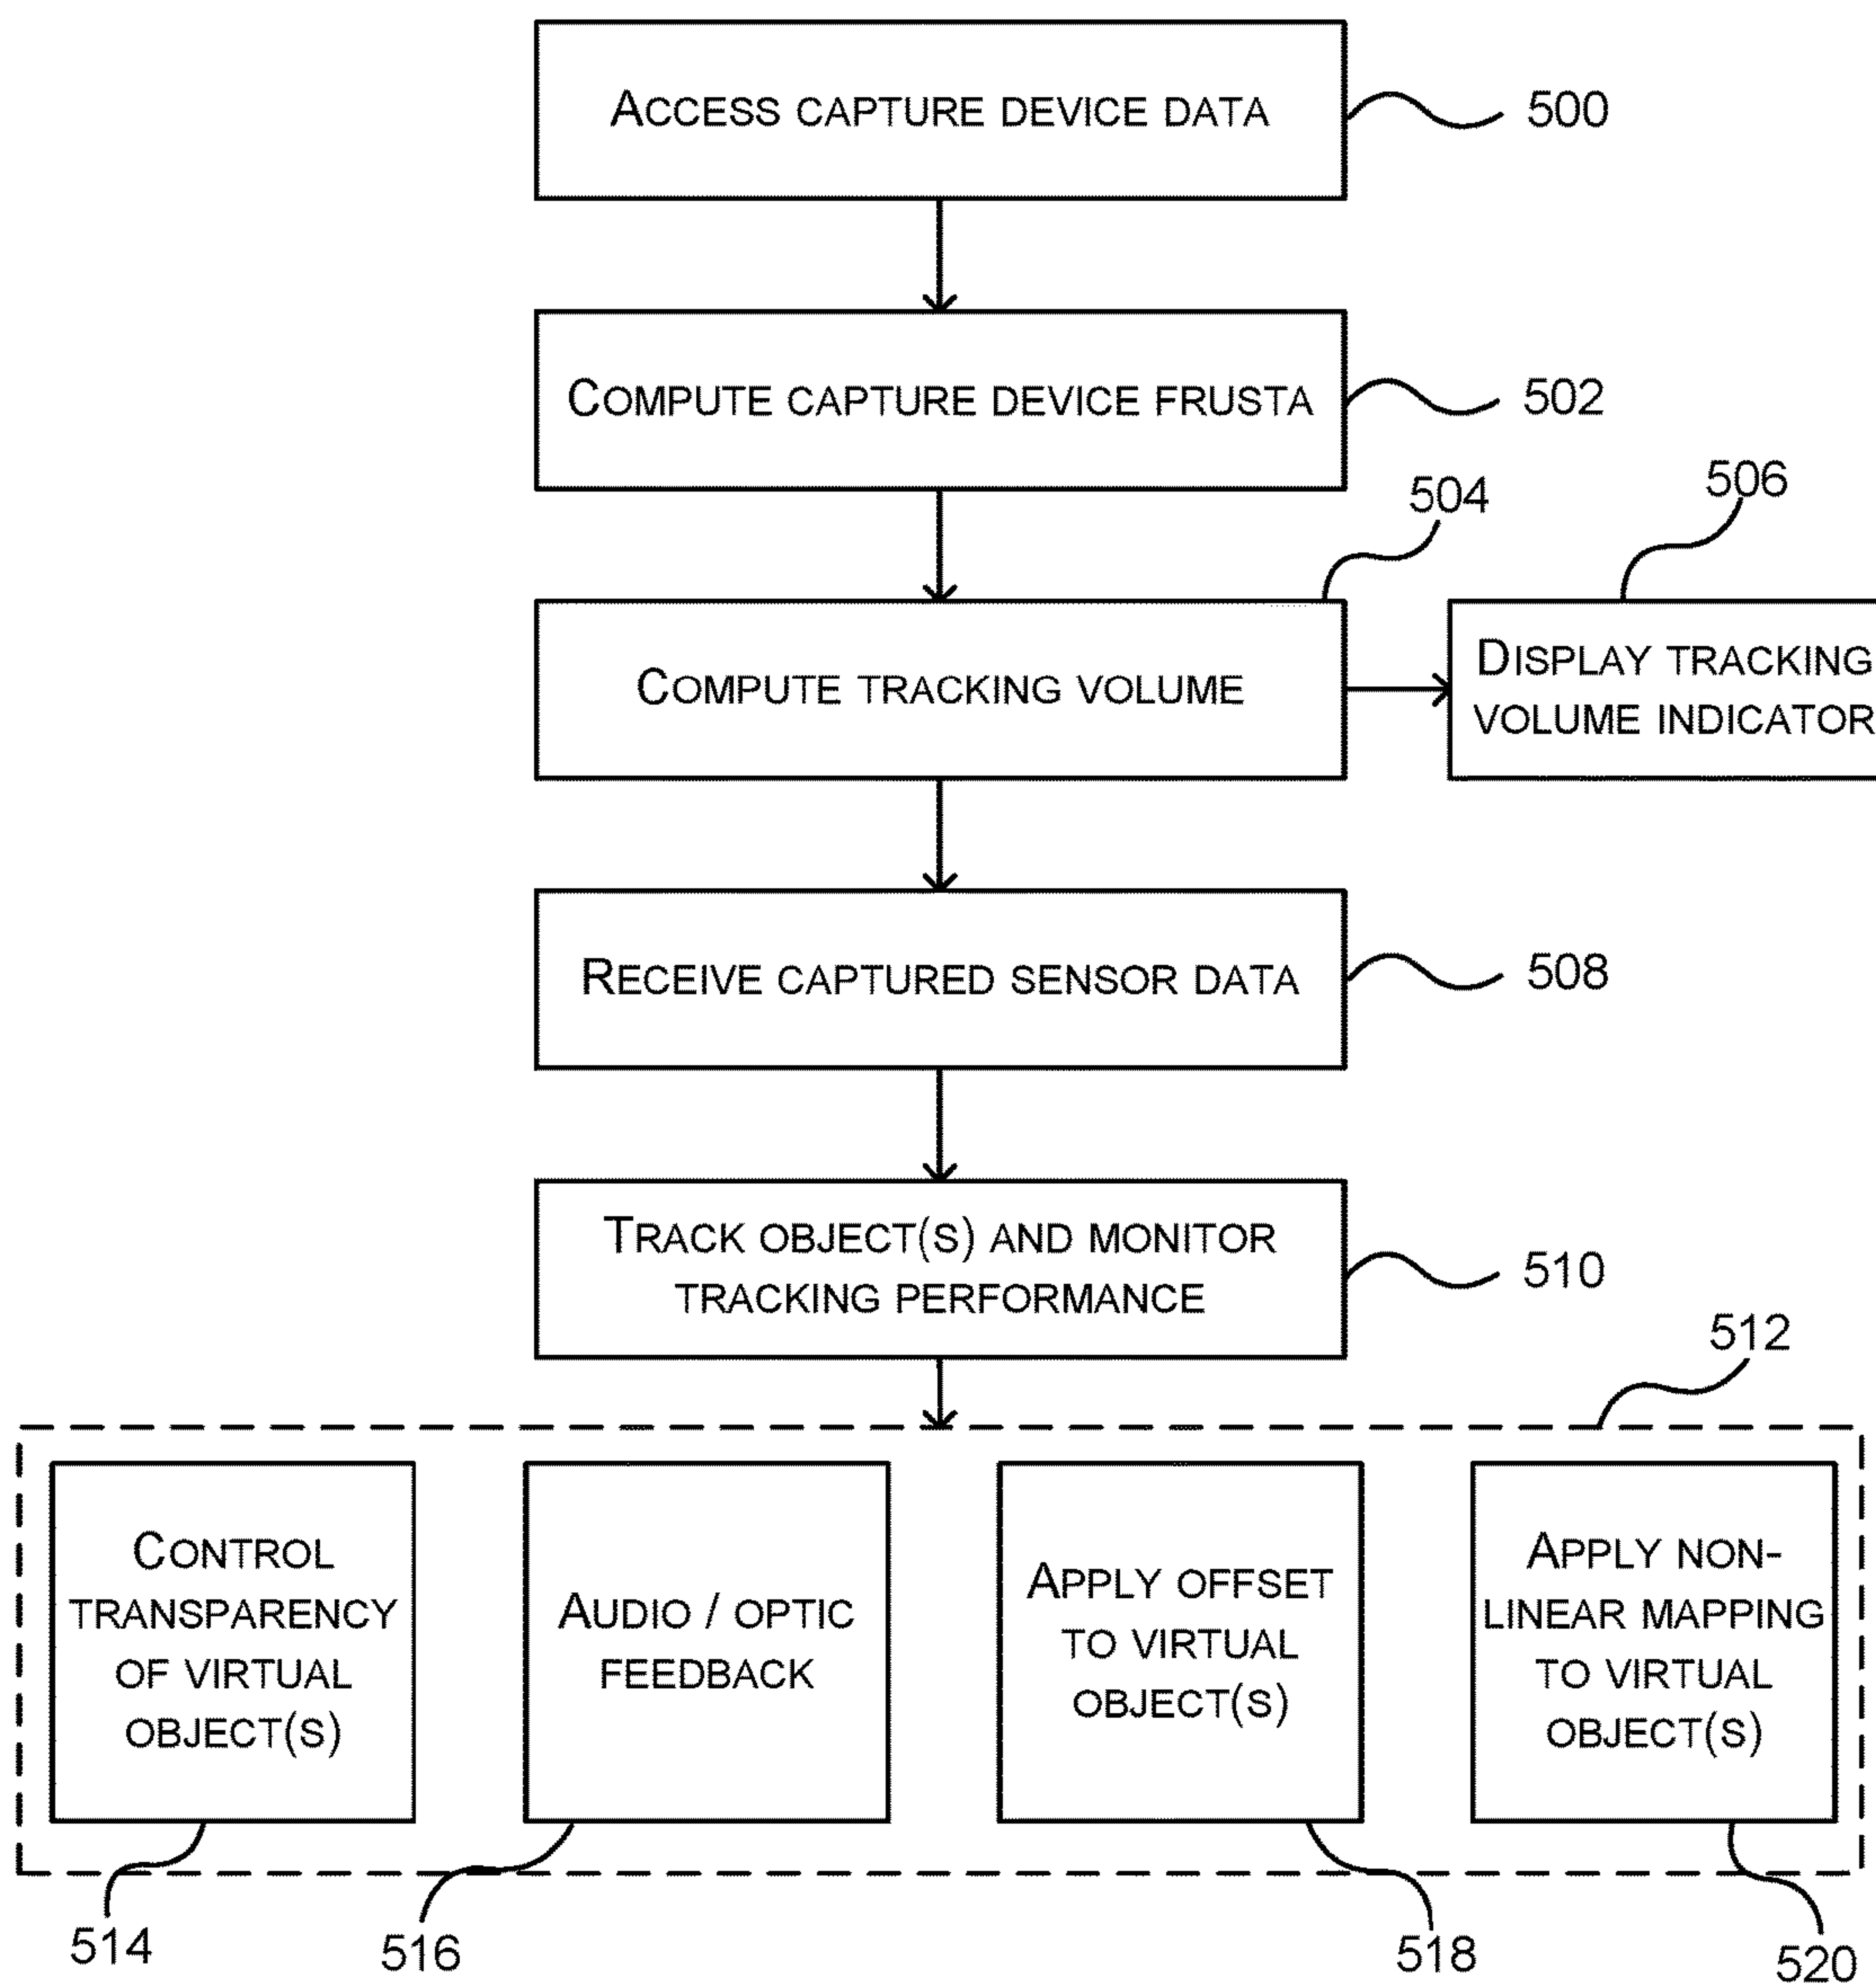 ACCESS CAPTURE DEVICE DATA
500
COMPUTE CAPTURE DEVICE FRUSTA
502
504
506
COMPUTE TRACKING VOLUME
DISPLAY TRACKING
VOLUME INDICATOR
RECEIVE CAPTURED SENSOR DATA
508
TRACK OBJECT(S) AND MONITOR
TRACKING PERFORMANCE
510
512
CONTROL
TRANSPARENCY
OF VIRTUAL
OBJECT(S)
AUDIO / OPTIC
FEEDBACK
APPLY OFFSET
TO VIRTUAL
OBJECT(S)
APPLY NON-
LINEAR MAPPING
TO VIRTUAL
OBJECT(S)
514
516
518
520